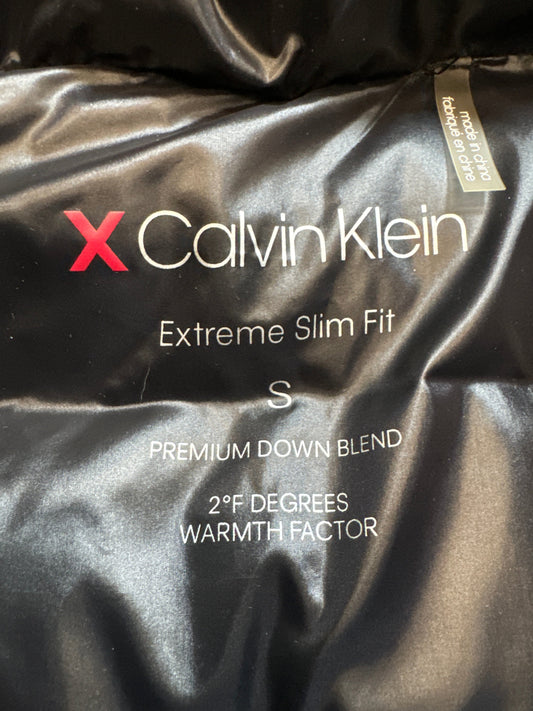 made in china
fabriqué en chine
X Calvin Klein
Extreme Slim Fit
S
PREMIUM DOWN BLEND
2°F DEGREES
WARMTH FACTOR